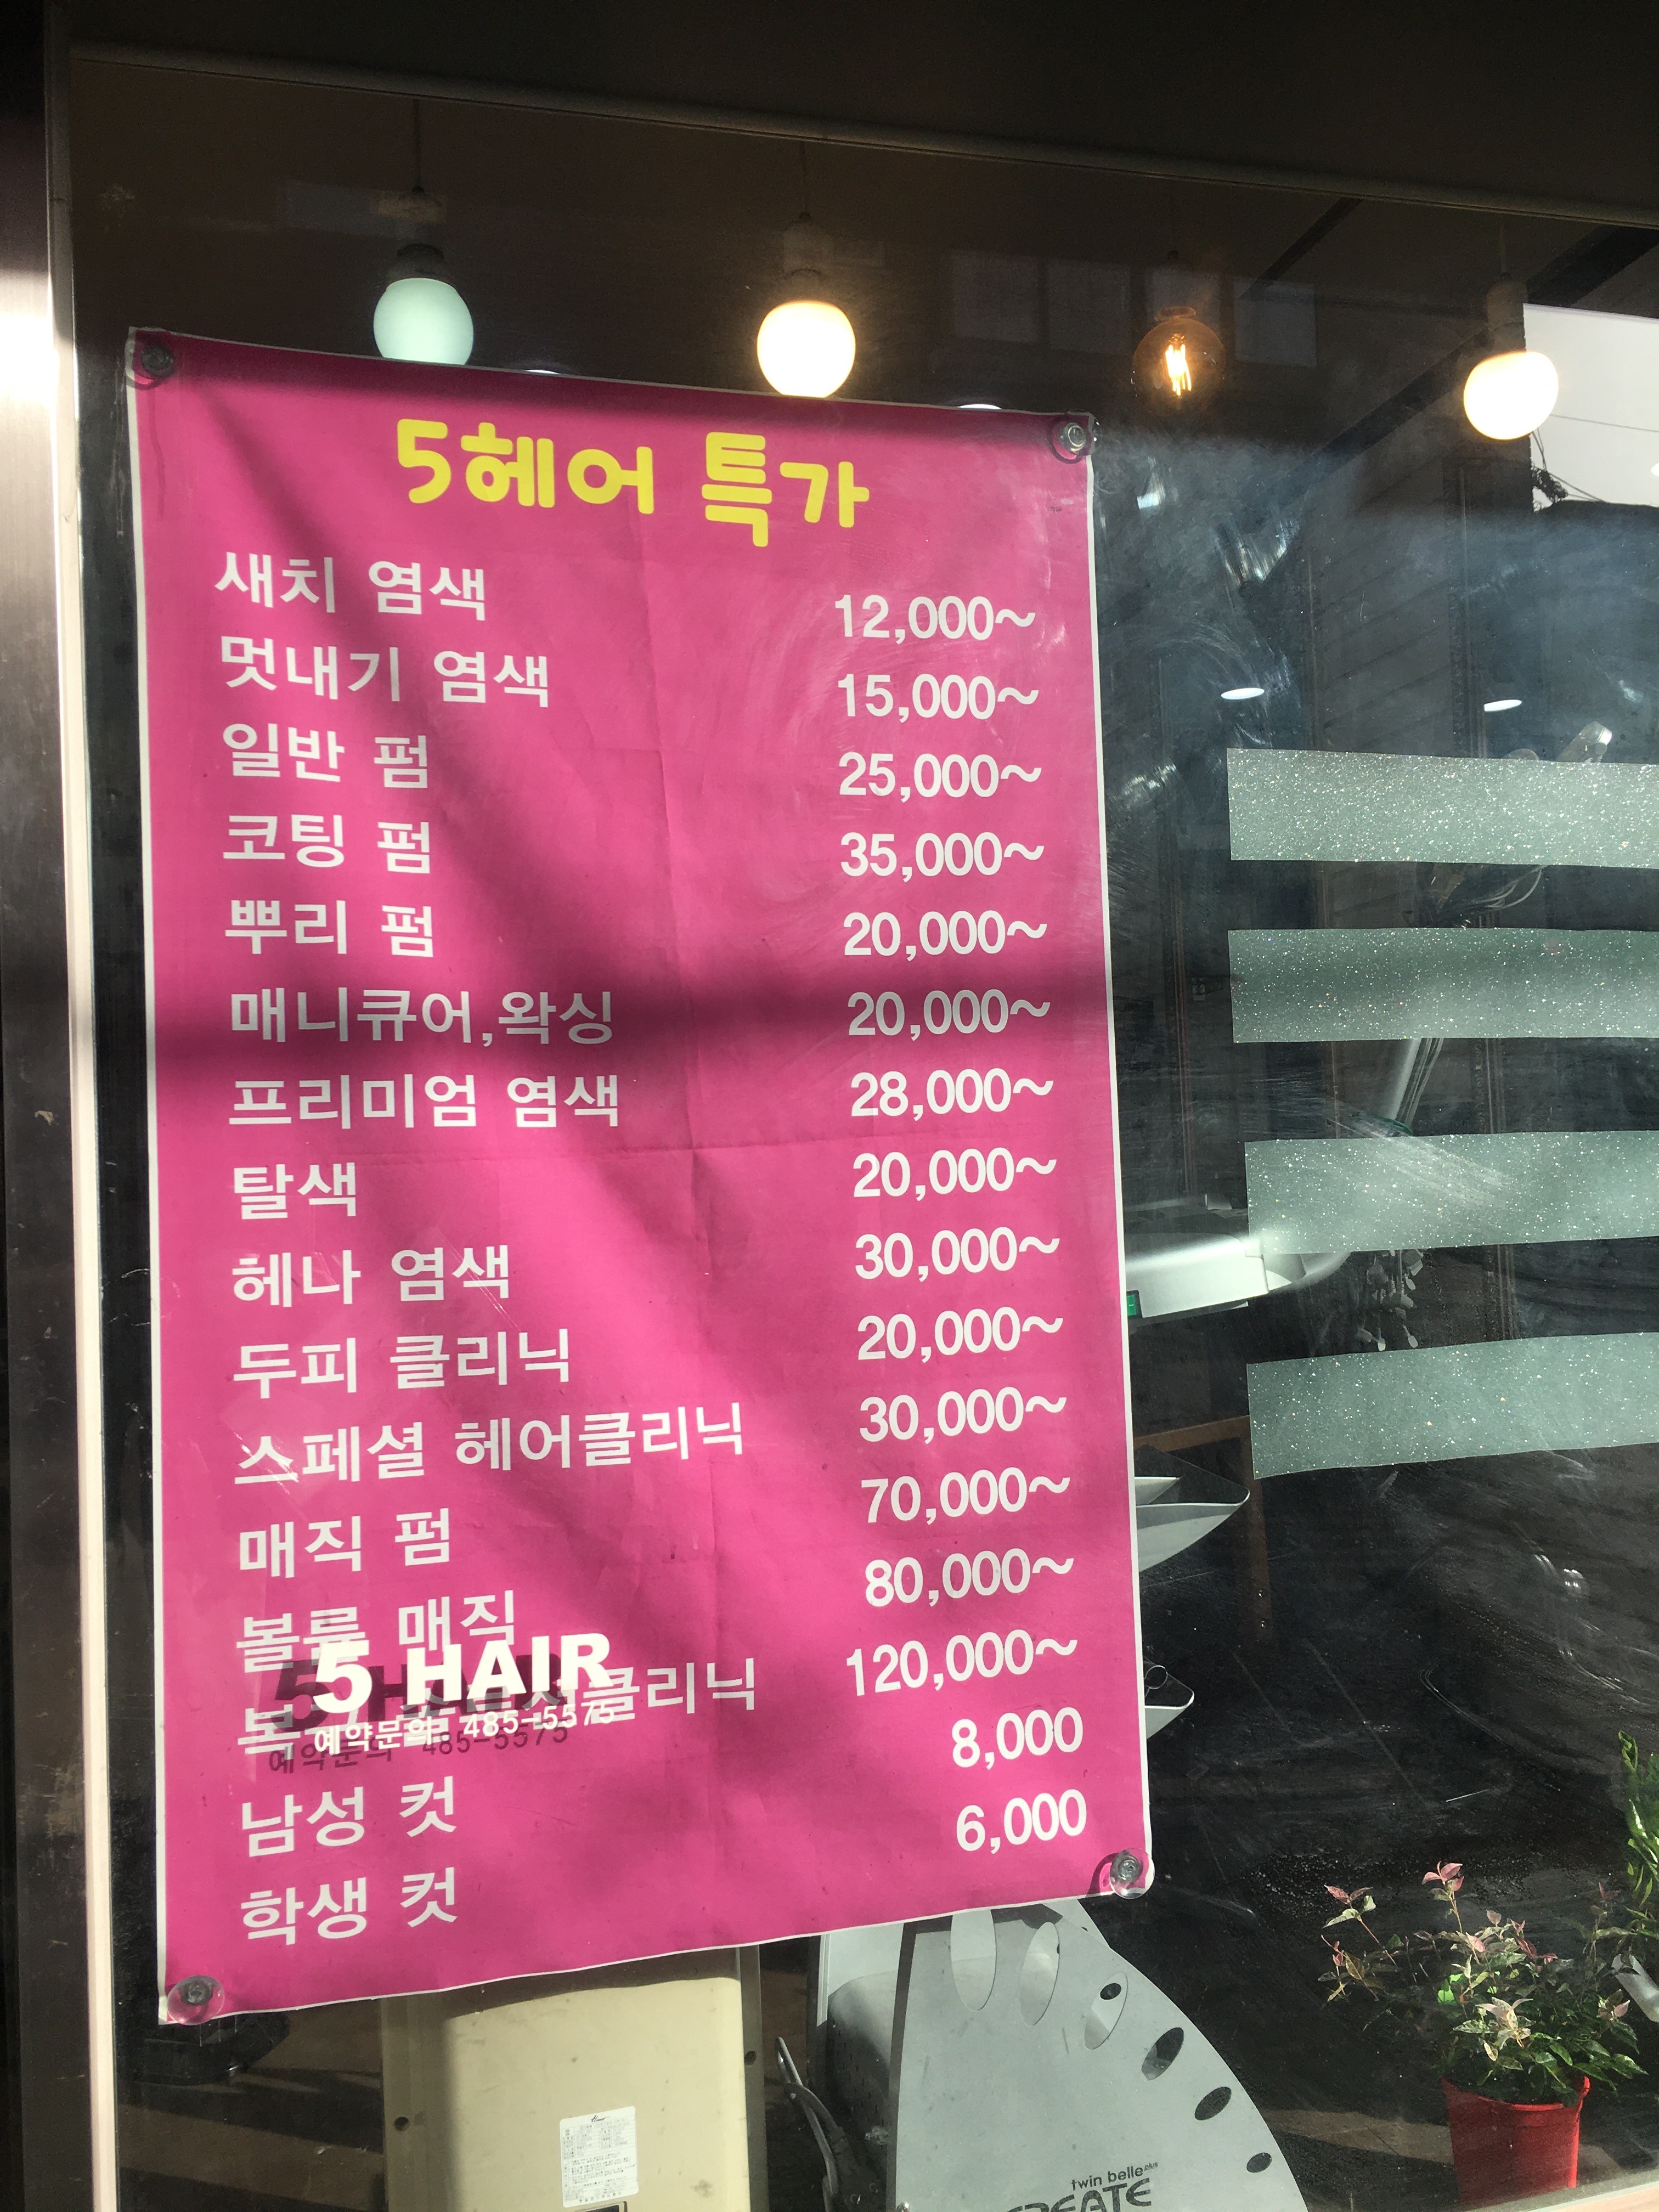 5헤어 특가
새치 염색 12,000~
멋내기 염색 15,000~
일반 펌 25,000~
코팅 펌 35,000~
뿌리 펌 20,000~
매니큐어,왁싱 20,000~
프리미엄 염색 28,000~
탈색 20,000~
헤나 염색 30,000~
두피 클리닉 20,000~
스페셜 헤어클리닉 30,000~
매직 펌 70,000~
볼륨 매직 80,000~
5 HAIR
클리닉 120,000~
예약문의 485-5575
남성 컷 8,000
학생 컷 6,000
twin belle plus
CREATE